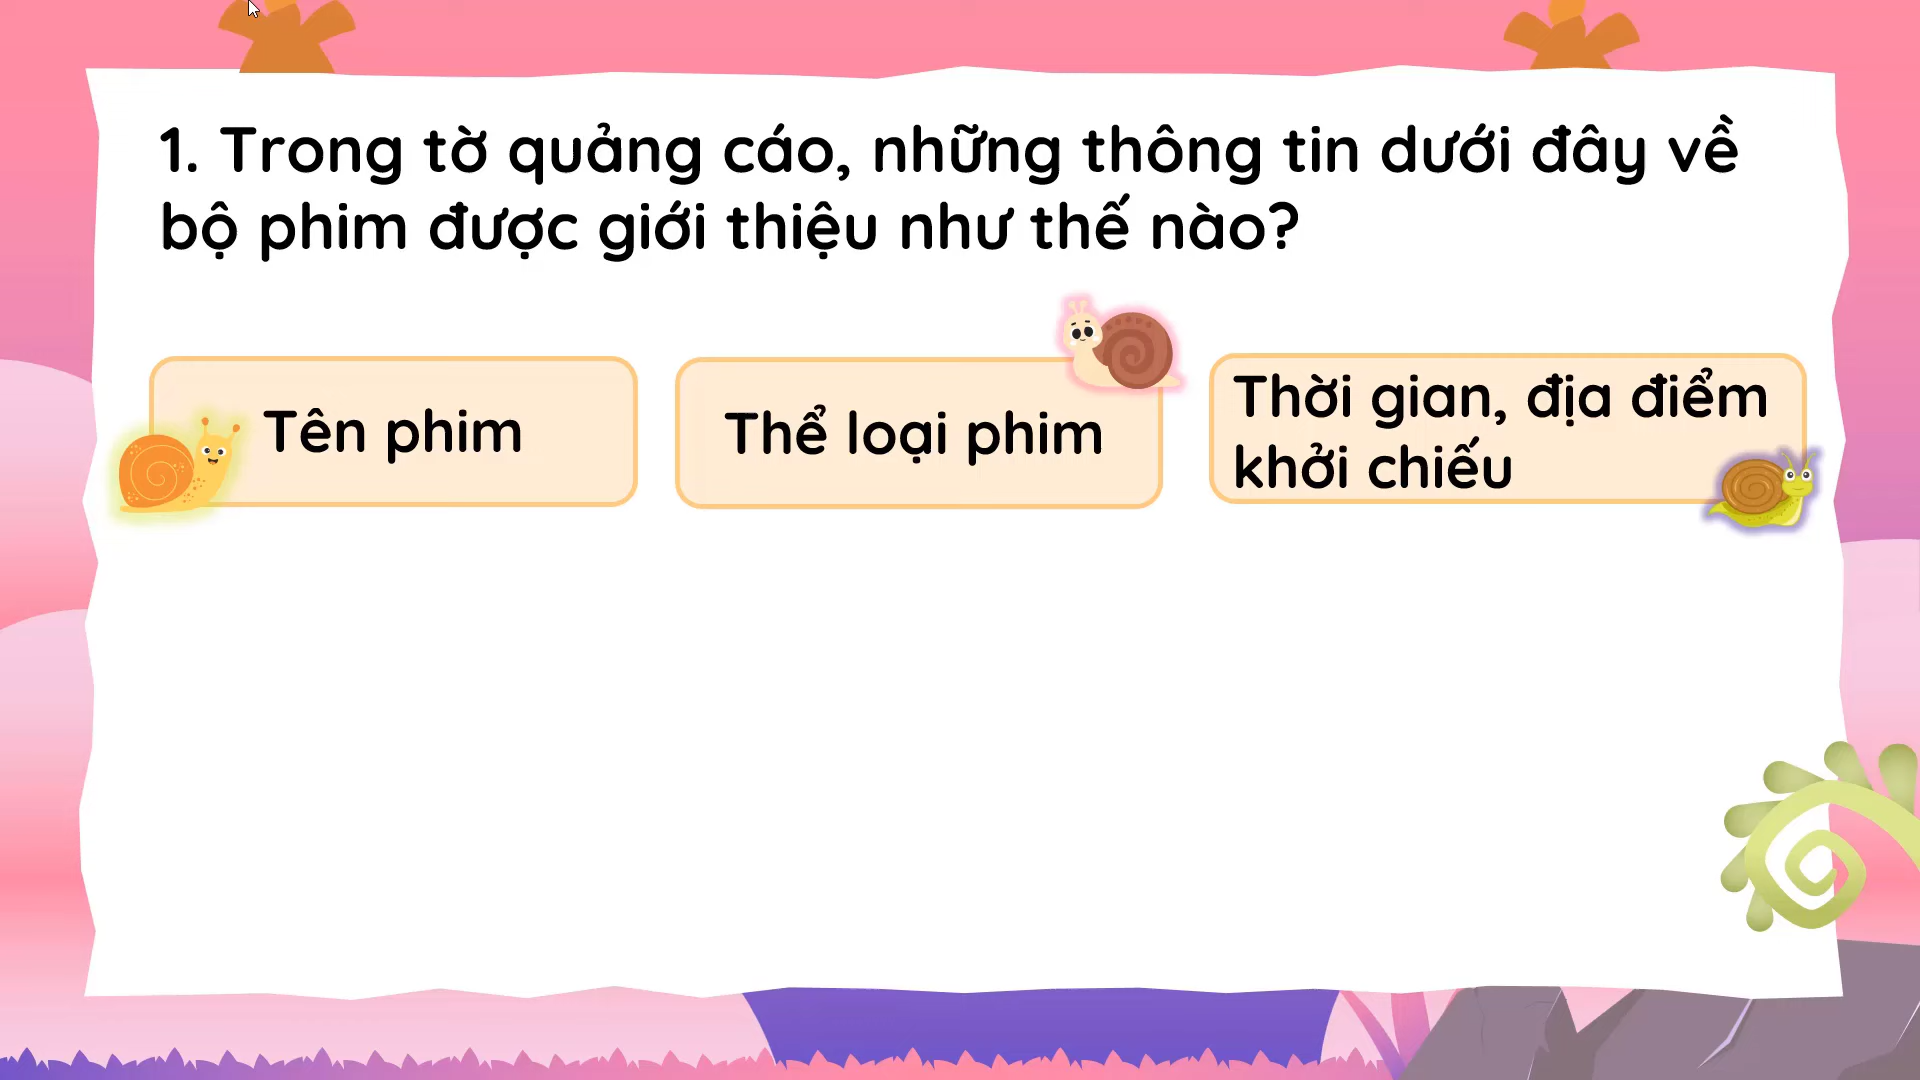 1. Trong tờ quảng cáo, những thông tin dưới đây về
bộ phim được giới thiệu như thế nào?
Tên phim
Thể loại phim
Thời gian, địa điểm
khởi chiếu